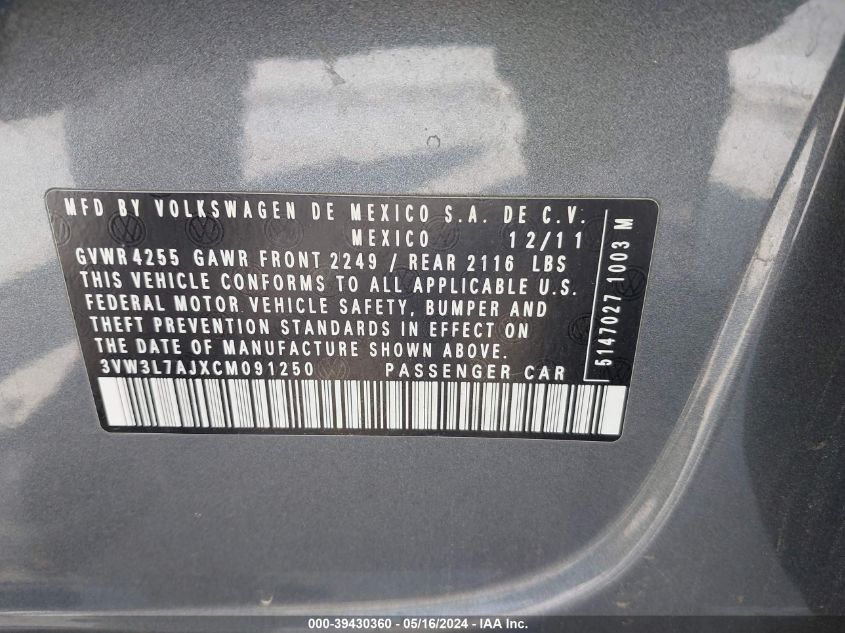 MFD BY VOLKSWAGEN DE MEXICO S.A. DE C.V.
MEXICO 12/11
GVWR 4255 GAWR FRONT 2249 / REAR 2116 LBS
THIS VEHICLE CONFORMS TO ALL APPLICABLE U.S.
FEDERAL MOTOR VEHICLE SAFETY, BUMPER AND
THEFT PREVENTION STANDARDS IN EFFECT ON
THE DATE OF MANUFACTURE SHOWN ABOVE.
3VW3L7AJXCM091250 PASSENGER CAR
5147027 1003 M
000-39430360 - 05/16/2024 - IAA Inc.